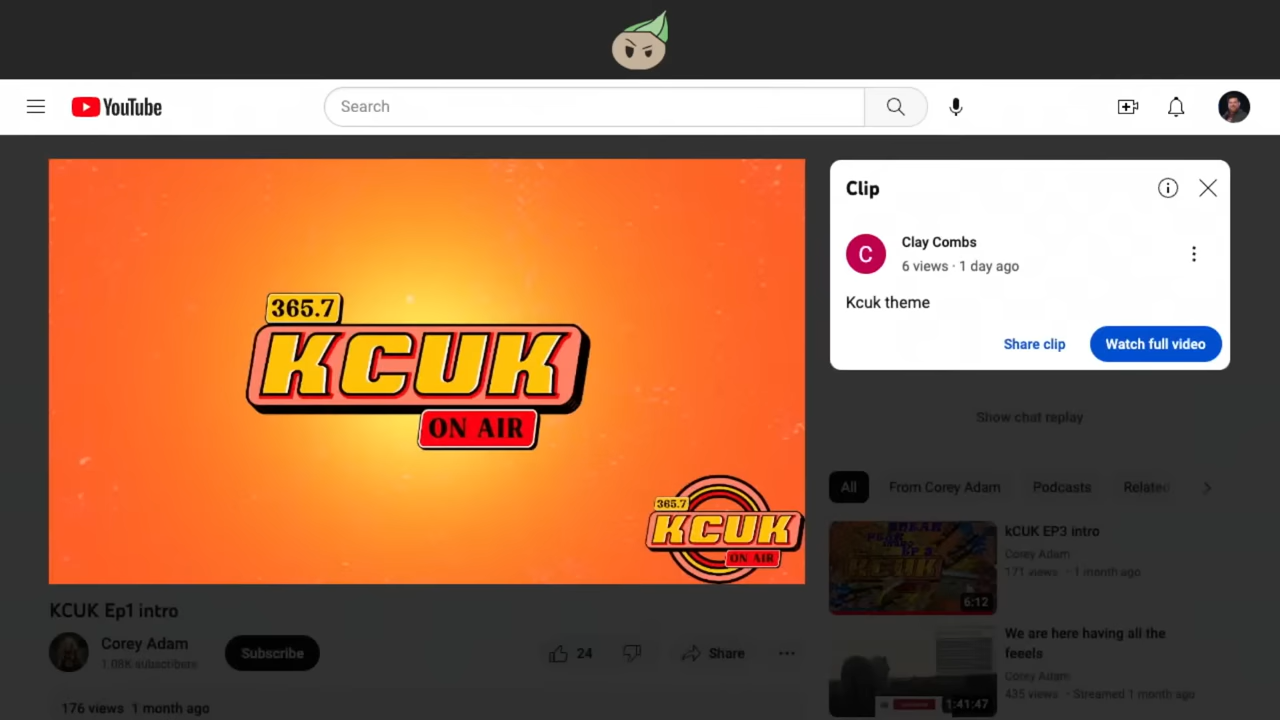 YouTube
Search
365.7
KCUK
ON AIR
365.7
KCUK
ON AIR
KCUK Ep1 intro
Corey Adam
1.08K subscribers
Subscribe
24
Share
176 views 1 month ago
Clip
C
Clay Combs
6 views · 1 day ago
Kcuk theme
Share clip
Watch full video
Show chat replay
All
From Corey Adam
Podcasts
Related
KCUK
6:12
kCUK EP3 intro
Corey Adam
171 views · 1 month ago
1:41:47
We are here having all the
feeels
Corey Adam
435 views · Streamed 1 month ago